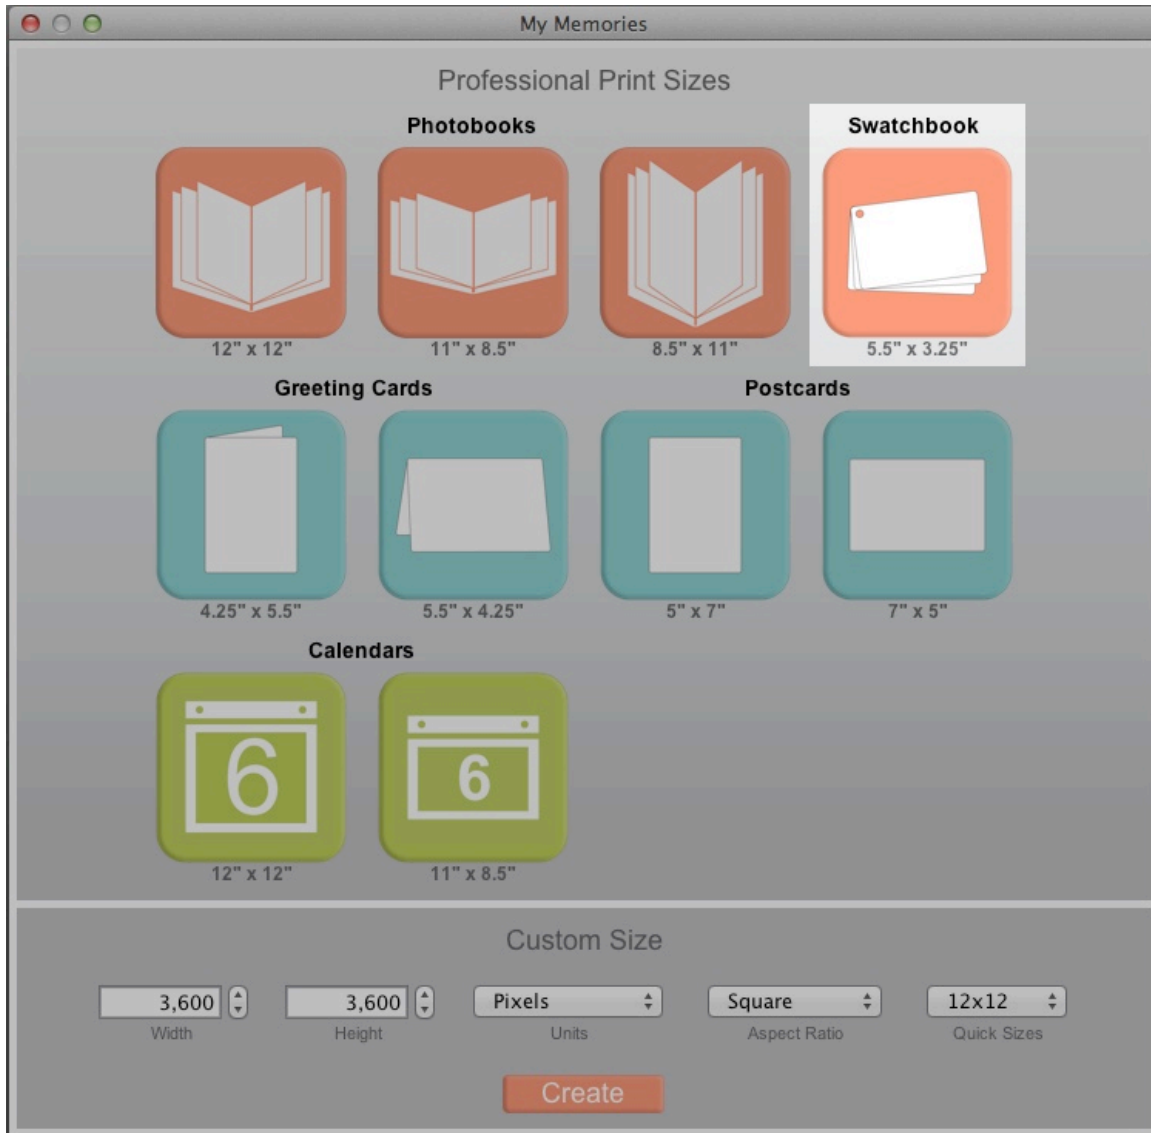 My Memories
Professional Print Sizes
Photobooks
Swatchbook
12" x 12"
11" x 8.5"
8.5" x 11"
5.5" x 3.25"
Greeting Cards
Postcards
4.25" x 5.5"
5.5" x 4.25"
5" x 7"
7" x 5"
Calendars
6
6
12" x 12"
11" x 8.5"
Custom Size
3,600
3,600
Pixels
Square
12x12
Width
Height
Units
Aspect Ratio
Quick Sizes
Create